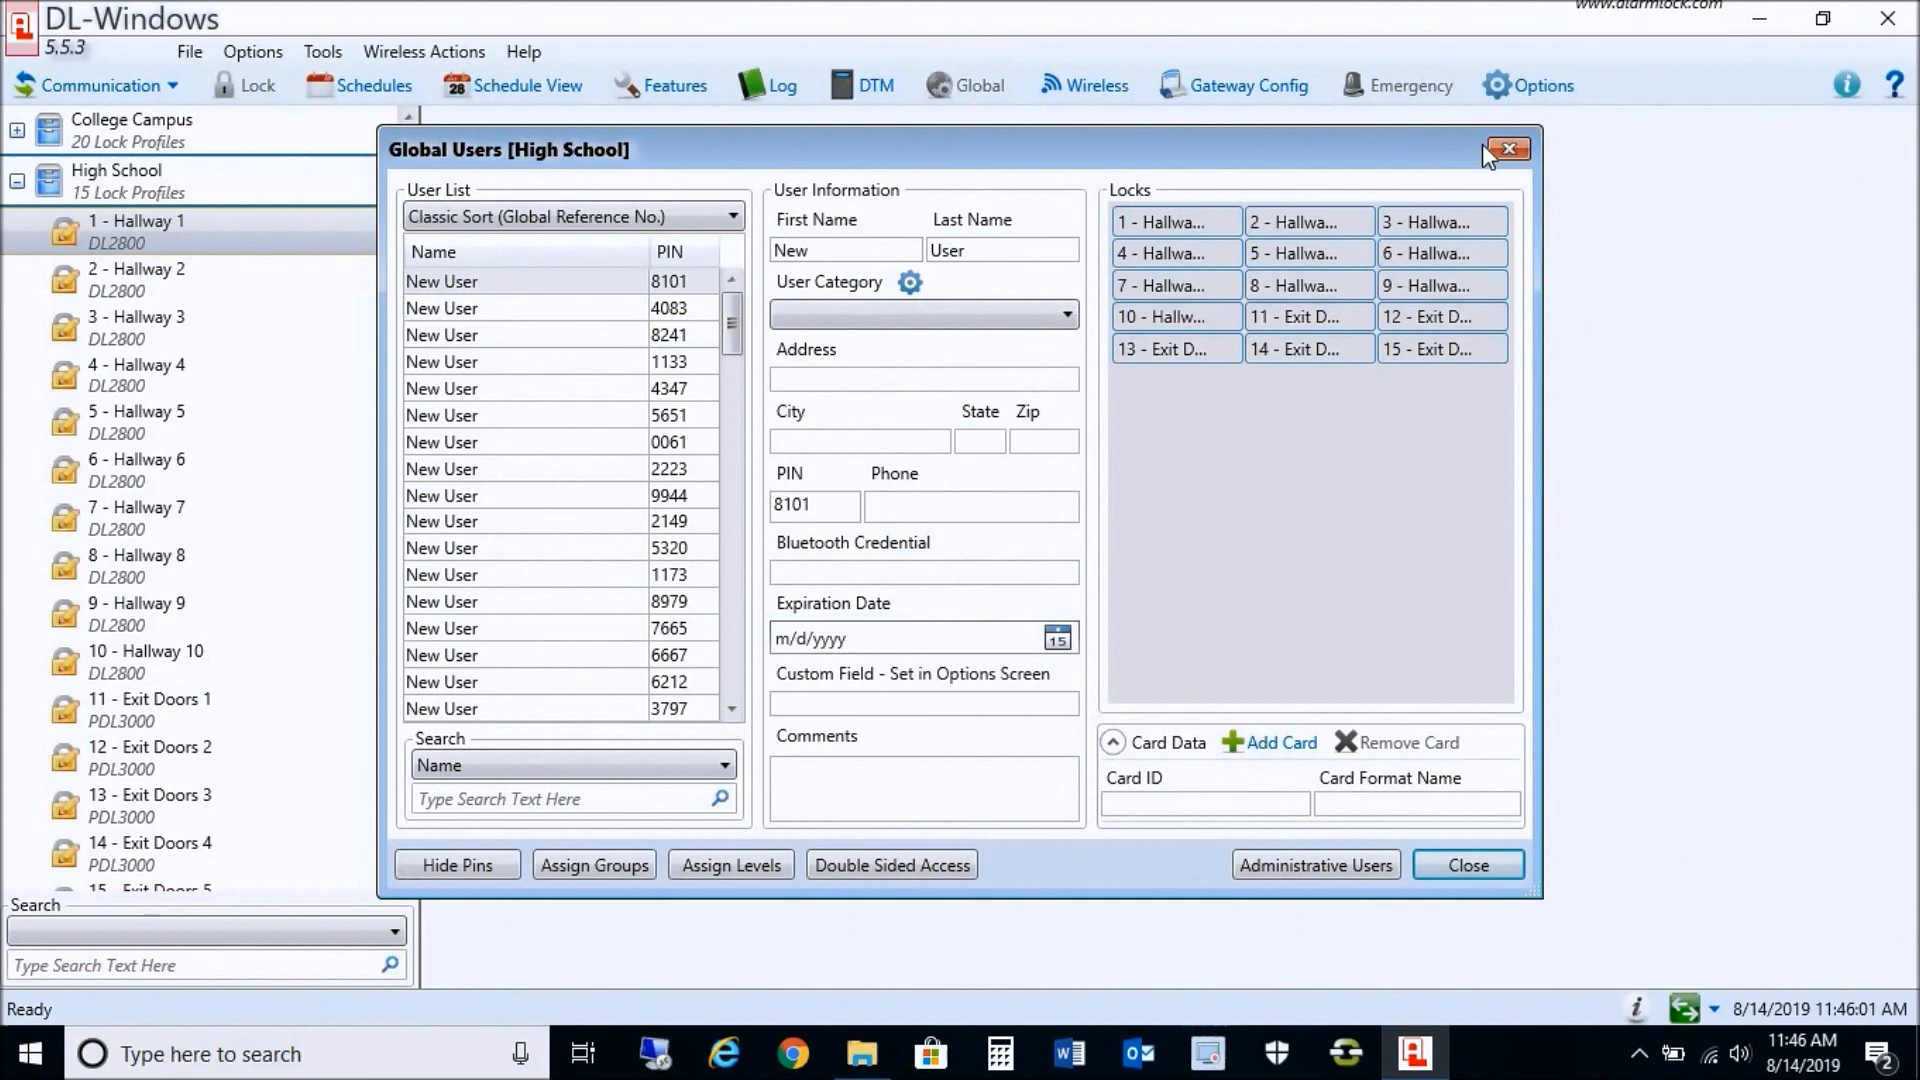 www.alarmlock.com
DL-Windows
5.5.3
File Options Tools Wireless Actions Help
Communication Lock Schedules 28 Schedule View Features Log DTM Global Wireless Gateway Config Emergency Options i ?
College Campus
20 Lock Profiles
High School
15 Lock Profiles
1 - Hallway 1
DL2800
2 - Hallway 2
DL2800
3 - Hallway 3
DL2800
4 - Hallway 4
DL2800
5 - Hallway 5
DL2800
6 - Hallway 6
DL2800
7 - Hallway 7
DL2800
8 - Hallway 8
DL2800
9 - Hallway 9
DL2800
10 - Hallway 10
DL2800
11 - Exit Doors 1
PDL3000
12 - Exit Doors 2
PDL3000
13 - Exit Doors 3
PDL3000
14 - Exit Doors 4
PDL3000
15 - Exit Doors 5
Search
Type Search Text Here
Global Users [High School]
User List
Classic Sort (Global Reference No.)
Name PIN
New User 8101
New User 4083
New User 8241
New User 1133
New User 4347
New User 5651
New User 0061
New User 2223
New User 9944
New User 2149
New User 5320
New User 1173
New User 8979
New User 7665
New User 6667
New User 6212
New User 3797
Search
Name
Type Search Text Here
User Information
First Name Last Name
New User
User Category
Address
City State Zip
PIN Phone
8101
Bluetooth Credential
Expiration Date
m/d/yyyy 15
Custom Field - Set in Options Screen
Comments
Locks
1 - Hallwa... 2 - Hallwa... 3 - Hallwa...
4 - Hallwa... 5 - Hallwa... 6 - Hallwa...
7 - Hallwa... 8 - Hallwa... 9 - Hallwa...
10 - Hallw... 11 - Exit D... 12 - Exit D...
13 - Exit D... 14 - Exit D... 15 - Exit D...
Card Data Add Card Remove Card
Card ID Card Format Name
Hide Pins Assign Groups Assign Levels Double Sided Access Administrative Users Close
Ready i 8/14/2019 11:46:01 AM
Type here to search
11:46 AM
8/14/2019
2